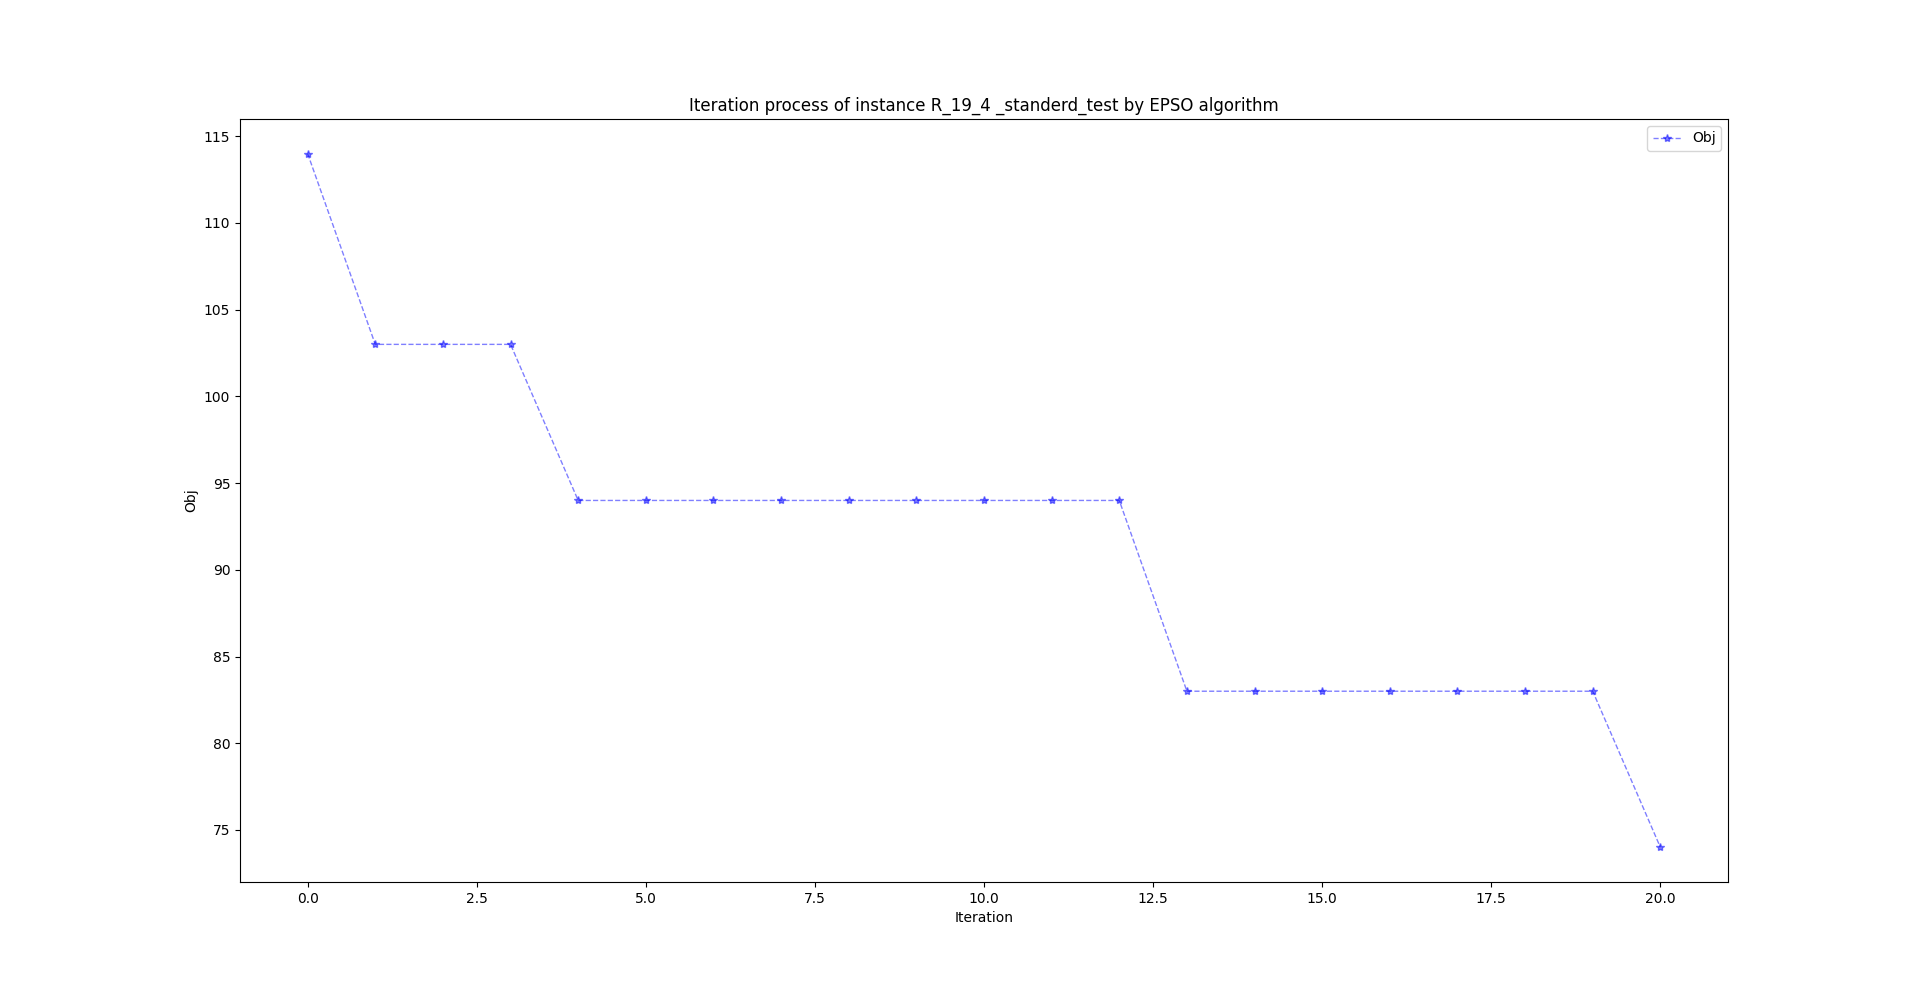 Iteration process of instance R_19_4 _standerd_test by EPSO algorithm
Obj
115
110
105
100
95
90
85
80
75
Obj
0.0 2.5 5.0 7.5 10.0 12.5 15.0 17.5 20.0
Iteration